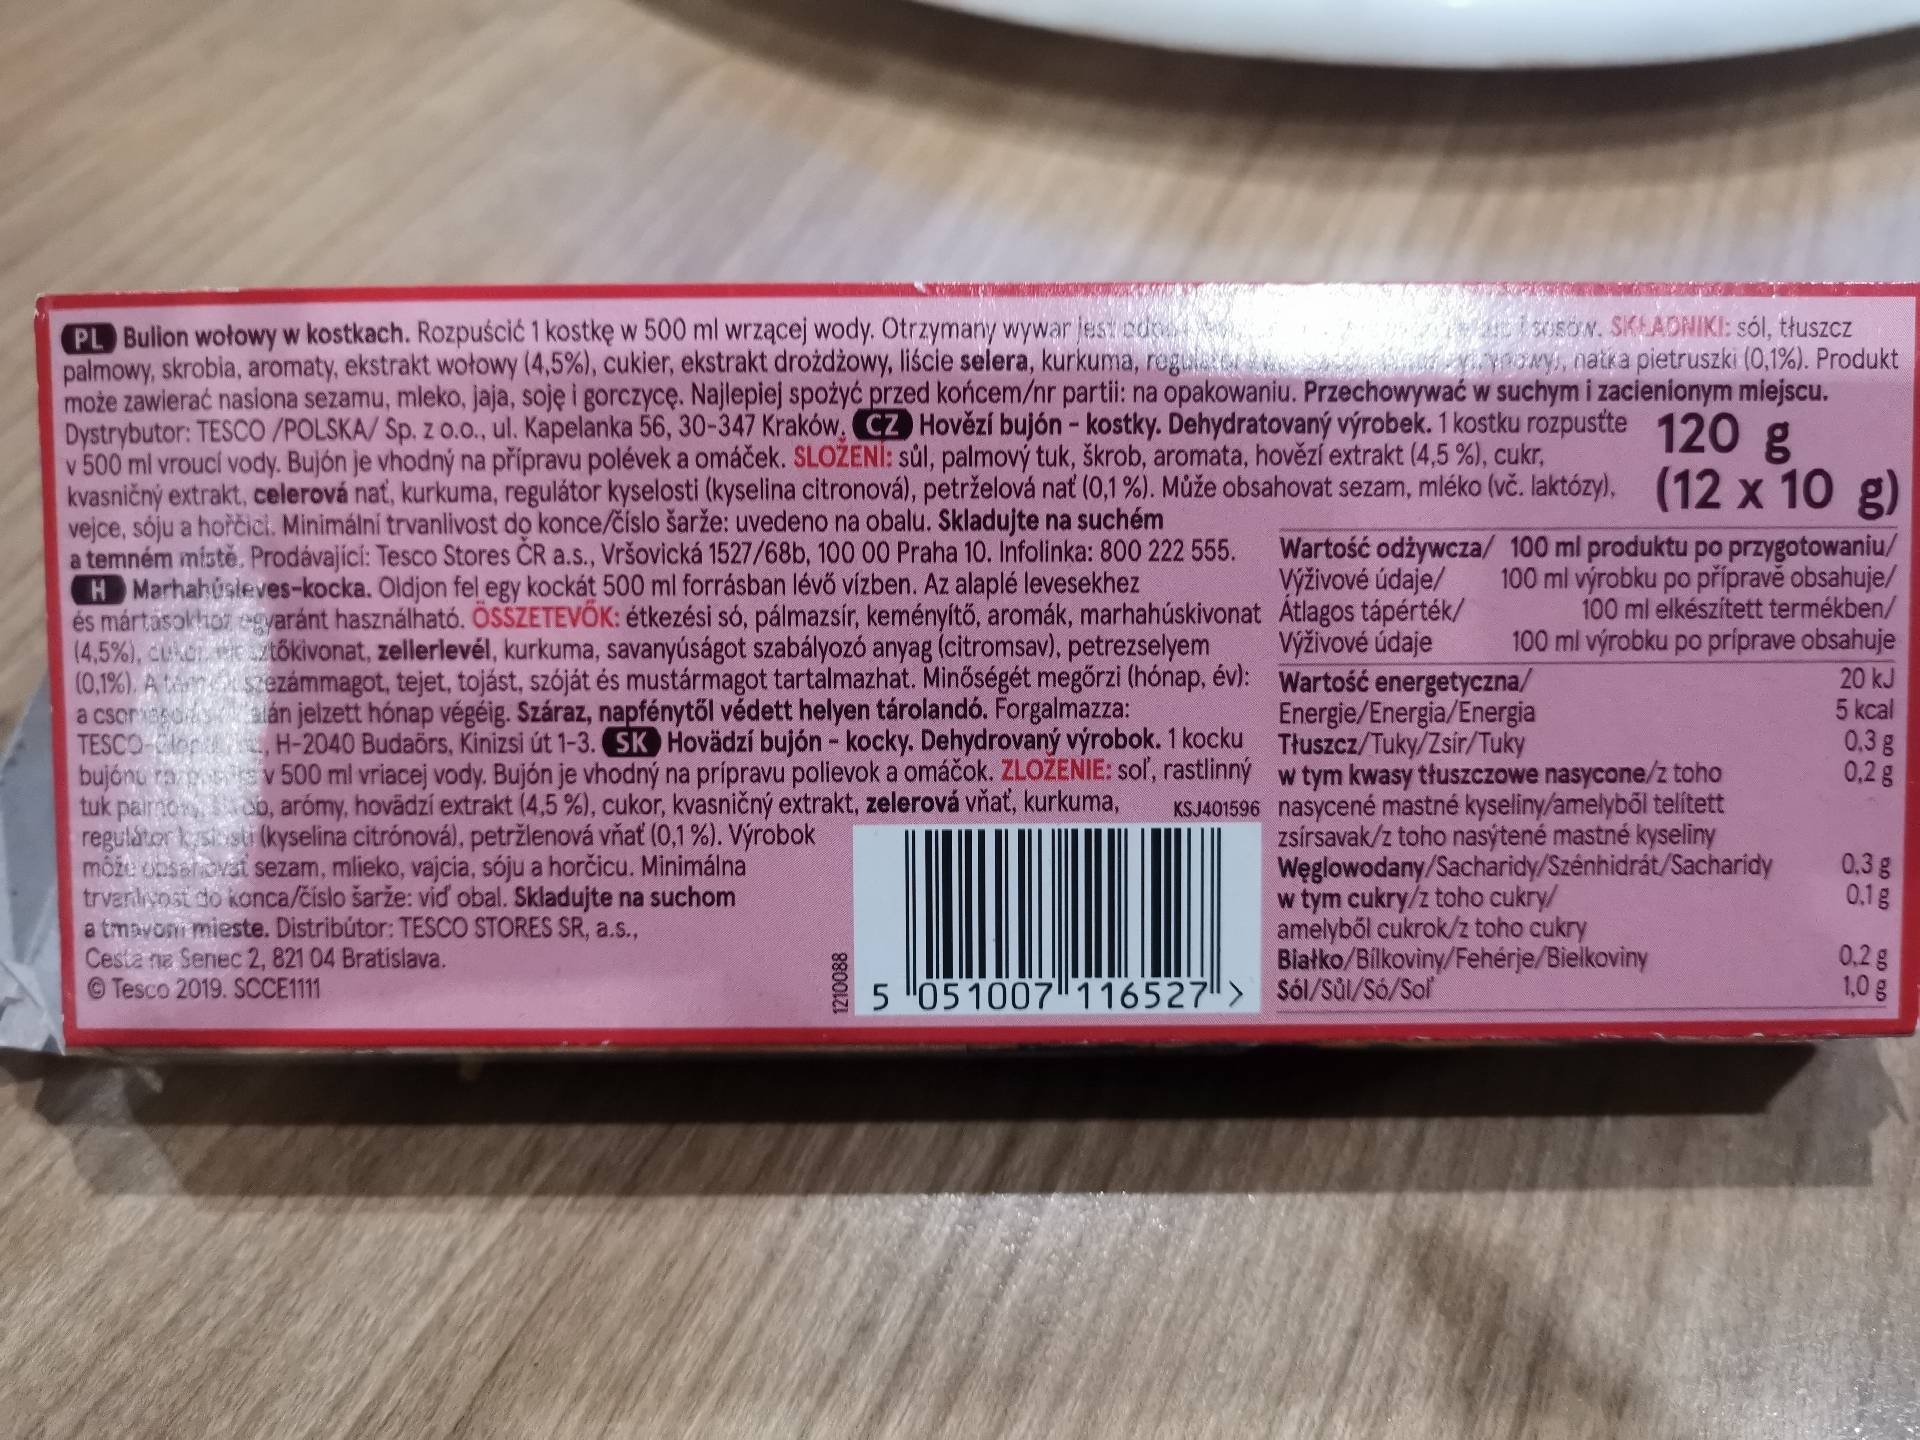 PL Bulion wołowy w kostkach. Rozpuścić 1 kostkę w 500 ml wrzącej wody. Otrzymany wywar jest i sosów. SKŁADNIKI: sól, tłuszcz
palmowy, skrobia, aromaty, ekstrakt wołowy (4,5%), cukier, ekstrakt drożdżowy, liście selera, kurkuma, natka pietruszki (0,1%). Produkt
może zawierać nasiona sezamu, mleko, jaja, soję i gorczycę. Najlepiej spożyć przed końcem/nr partii: na opakowaniu. Przechowywać w suchym i zacienionym miejscu.
Dystrybutor: TESCO /POLSKA/ Sp. z o.o., ul. Kapelanka 56, 30-347 Kraków. CZ Hovězí bujón - kostky. Dehydratovaný výrobek. 1 kostku rozpusťte
v 500 ml vroucí vody. Bujón je vhodný na přípravu polévek a omáček. SLOŽENÍ: sůl, palmový tuk, škrob, aromata, hovězí extrakt (4,5 %), cukr,
kvasničný extrakt, celerová nať, kurkuma, regulátor kyselosti (kyselina citronová), petrželová nať (0,1 %). Může obsahovat sezam, mléko (vč. laktózy),
vejce, sóju a hořčici. Minimální trvanlivost do konce/číslo šarže: uvedeno na obalu. Skladujte na suchém
a temném místě. Prodávající: Tesco Stores ČR a.s., Vršovická 1527/68b, 100 00 Praha 10. Infolinka: 800 222 555.
H Marhahúsleves-kocka. Oldjon fel egy kockát 500 ml forrásban lévő vízben. Az alaplé levesekhez
és mártásokhoz egyaránt használható. ÖSSZETEVŐK: étkezési só, pálmazsír, keményítő, aromák, marhahúskivonat
(4,5%), cukor, zellerlevél, kurkuma, savanyúságot szabályozó anyag (citromsav), petrezselyem
(0,1%). A szezámmagot, tejet, tojást, szóját és mustármagot tartalmazhat. Minőségét megőrzi (hónap, év):
a jelzett hónap végéig. Száraz, napfénytől védett helyen tárolandó. Forgalmazza:
TESCO H-2040 Budaörs, Kinizsi út 1-3. SK Hovädzí bujón - kocky. Dehydrovaný výrobok. 1 kocku
bujónu v 500 ml vriacej vody. Bujón je vhodný na prípravu polievok a omáčok. ZLOŽENIE: soľ, rastlinný
tuk arómy, hovädzí extrakt (4,5 %), cukor, kvasničný extrakt, zelerová vňať, kurkuma,
regulátor kyslosti (kyselina citrónová), petržlenová vňať (0,1 %). Výrobok
môže obsahovať sezam, mlieko, vajcia, sóju a horčicu. Minimálna
trvanlivosť do konca/číslo šarže: viď obal. Skladujte na suchom
a tmavom mieste. Distribútor: TESCO STORES SR, a.s.,
Cesta na Senec 2, 821 04 Bratislava.
© Tesco 2019. SCCE1111
1210088
KSJ401596
5 051007 116527 >
120 g
(12 x 10 g)
Wartość odżywcza/ 100 ml produktu po przygotowaniu/
Výživové údaje/ 100 ml výrobku po přípravě obsahuje/
Átlagos tápérték/ 100 ml elkészített termékben/
Výživové údaje 100 ml výrobku po príprave obsahuje
Wartość energetyczna/ 20 kJ
Energie/Energia/Energia 5 kcal
Tłuszcz/Tuky/Zsír/Tuky 0,3 g
w tym kwasy tłuszczowe nasycone/z toho 0,2 g
nasycené mastné kyseliny/amelyből telített
zsírsavak/z toho nasýtené mastné kyseliny
Węglowodany/Sacharidy/Szénhidrát/Sacharidy 0,3 g
w tym cukry/z toho cukry/ 0,1 g
amelyből cukrok/z toho cukry
Białko/Bílkoviny/Fehérje/Bielkoviny 0,2 g
Sól/Sůl/Só/Soľ 1,0 g